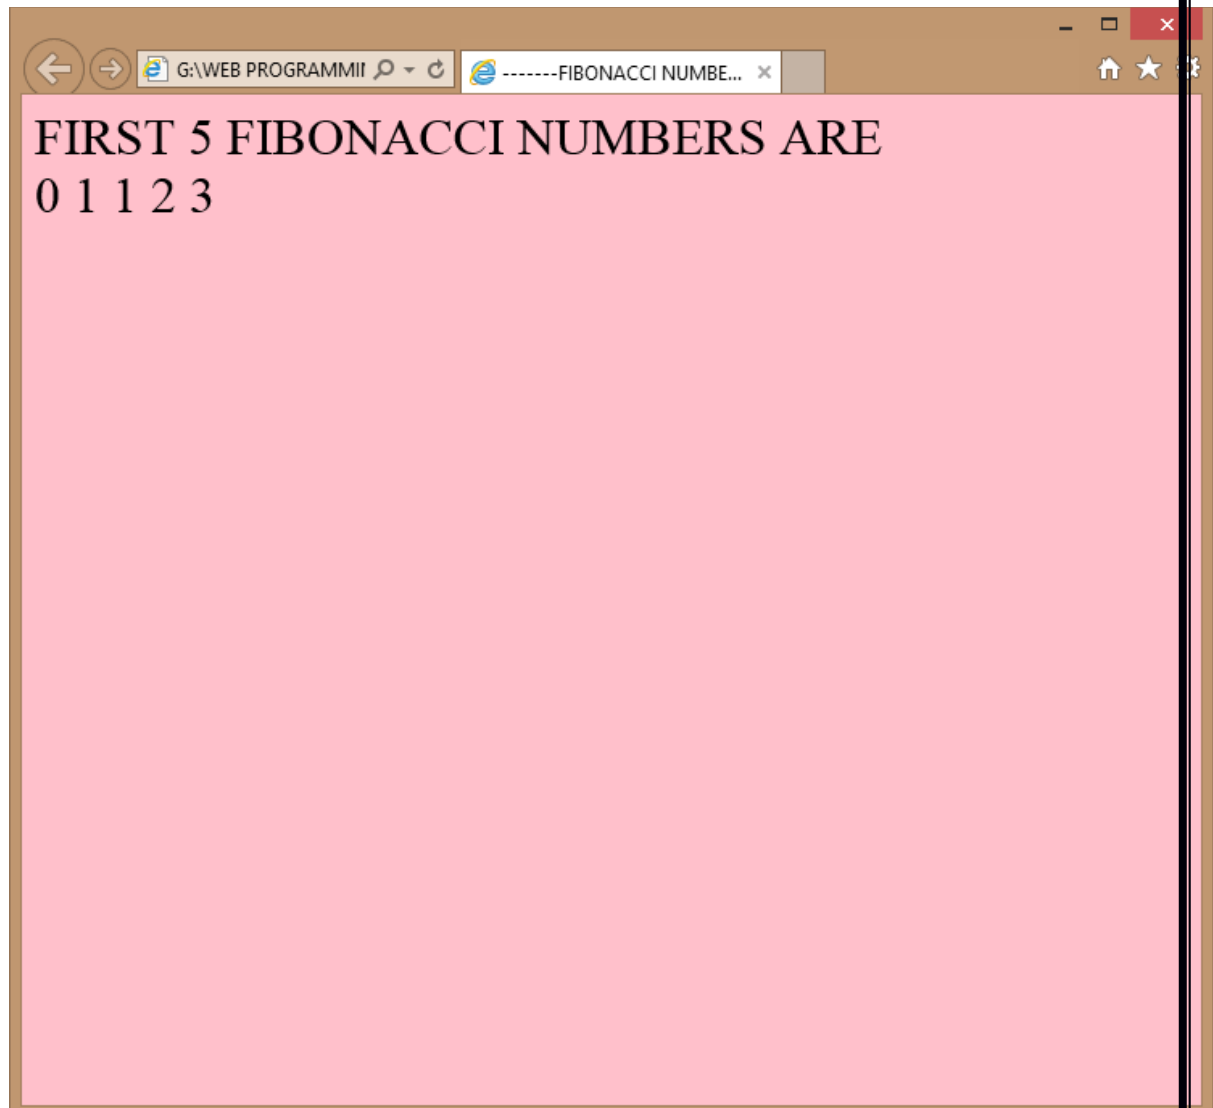 G:\WEB PROGRAMMII
-------FIBONACCI NUMBE...
FIRST 5 FIBONACCI NUMBERS ARE
0 1 1 2 3